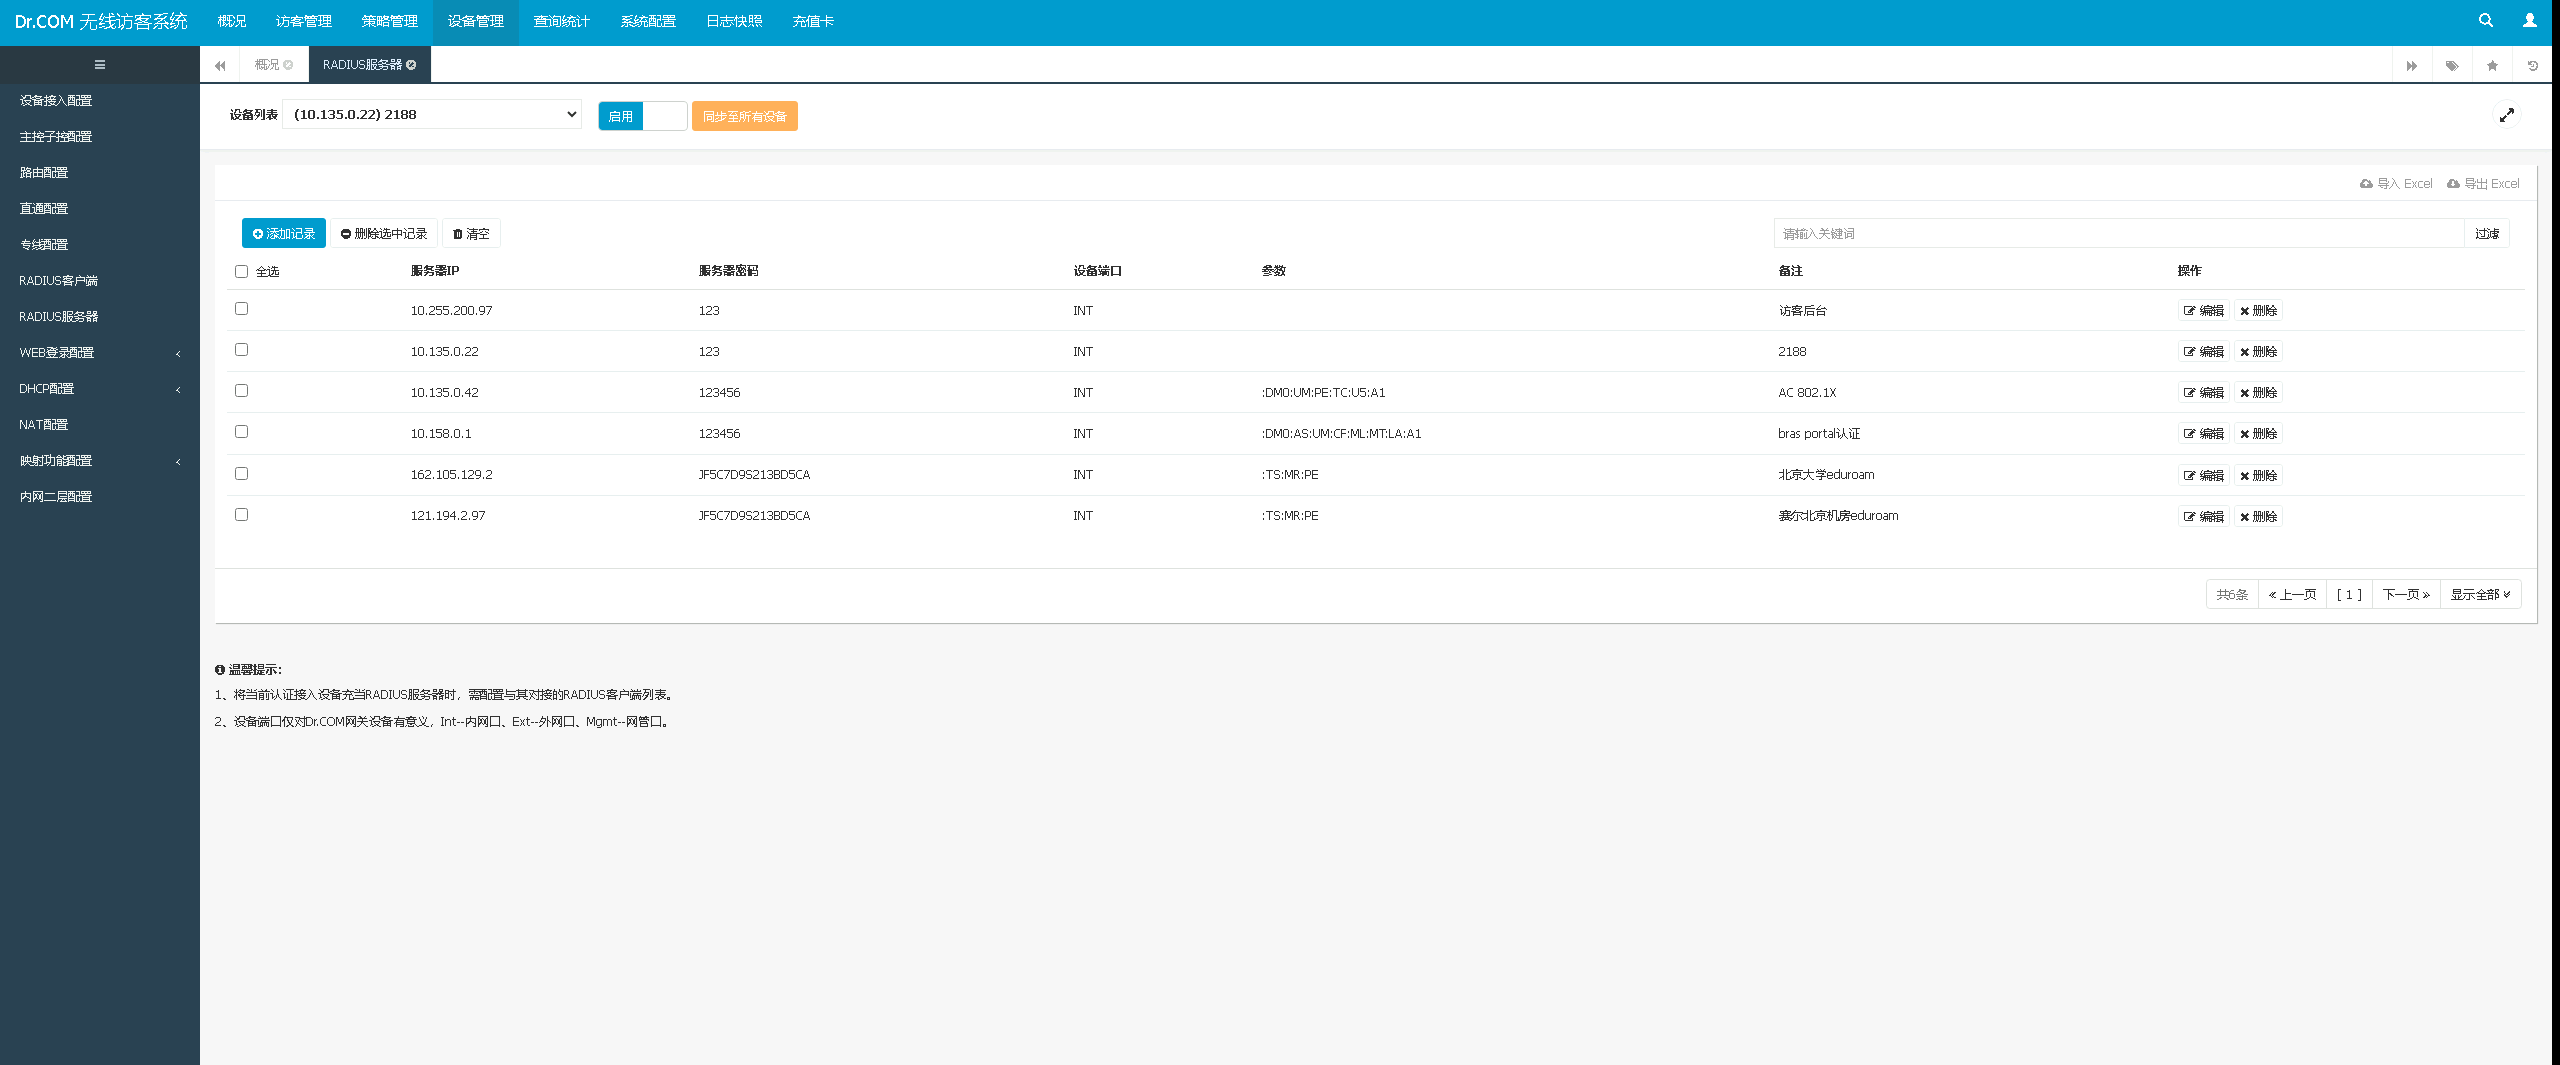 Dr.COM 无线访客系统 概况 访客管理 策略管理 设备管理 查询统计 系统配置 日志快照 充值卡
概况 RADIUS服务器
设备接入配置
主控子控配置
路由配置
直通配置
专线配置
RADIUS客户端
RADIUS服务器
WEB登录配置
DHCP配置
NAT配置
映射功能配置
内网二层配置
设备列表 (10.135.0.22) 2188 启用 同步至所有设备
导入 Excel 导出 Excel
添加记录 删除选中记录 清空 请输入关键词 过滤
全选 服务器IP 服务器密码 设备端口 参数 备注 操作
10.255.200.97 123 INT 访客后台 编辑 删除
10.135.0.22 123 INT 2188 编辑 删除
10.135.0.42 123456 INT :DM0:UM:PE:TC:U5:A1 AC 802.1X 编辑 删除
10.158.0.1 123456 INT :DM0:AS:UM:CF:ML:MT:LA:A1 bras portal认证 编辑 删除
162.105.129.2 JF5C7D9S213BD5CA INT :TS:MR:PE 北京大学eduroam 编辑 删除
121.194.2.97 JF5C7D9S213BD5CA INT :TS:MR:PE 赛尔北京机房eduroam 编辑 删除
共6条 « 上一页 [ 1 ] 下一页 » 显示全部
温馨提示：
1、将当前认证接入设备充当RADIUS服务器时，需配置与其对接的RADIUS客户端列表。
2、设备端口仅对Dr.COM网关设备有意义，Int--内网口、Ext--外网口、Mgmt--网管口。